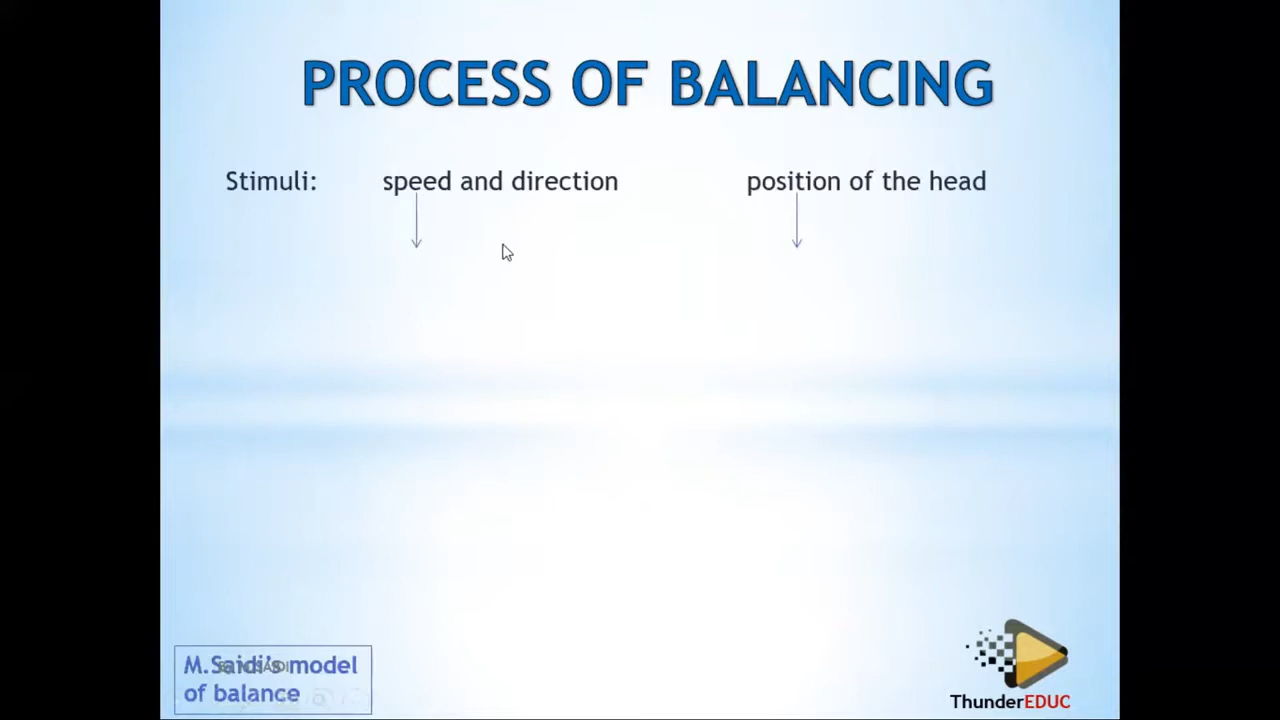 PROCESS OF BALANCING
Stimuli: speed and direction position of the head
M.Saidi's model
of balance
ThunderEDUC